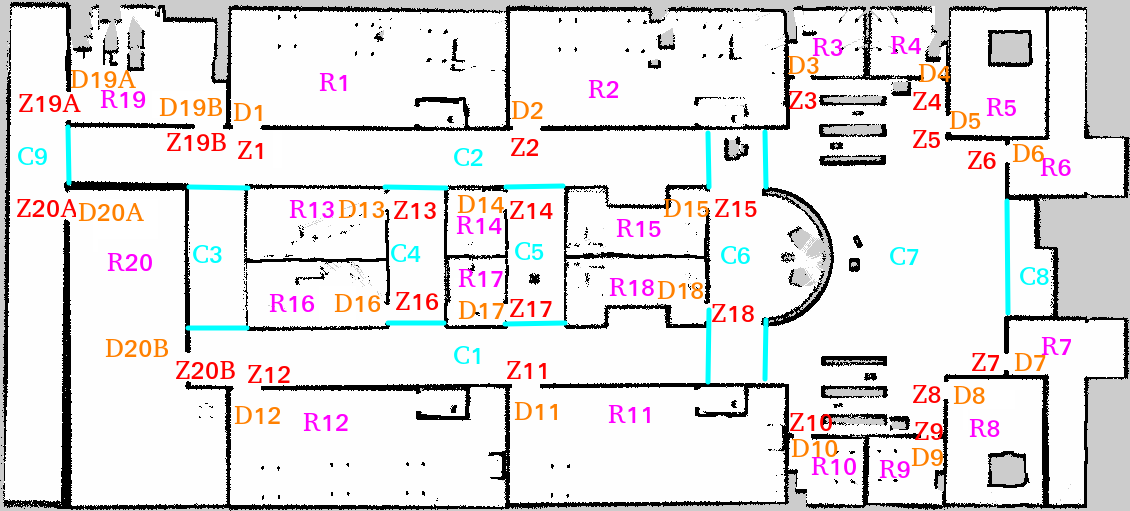 R3 R4
D3 D4
D19A R19 D19B D1 R1 D2 R2 R5
Z19A Z3 Z4 D5
Z19B Z1 C2 Z2 Z5 D6
C9 Z6 R6
Z20A D20A R13 D13 Z13 D14 Z14 D15 Z15
R14 R15
R20 C3 C4 C5 C6 C7 C8
R16 D16 Z16 R17 R18 D18
D17 Z17 Z18
D20B C1 R7
Z20B Z12 Z11 Z7 D7
D12 R12 D11 R11 Z8 D8
Z10 Z9 R8
D10 R10 R9 D9